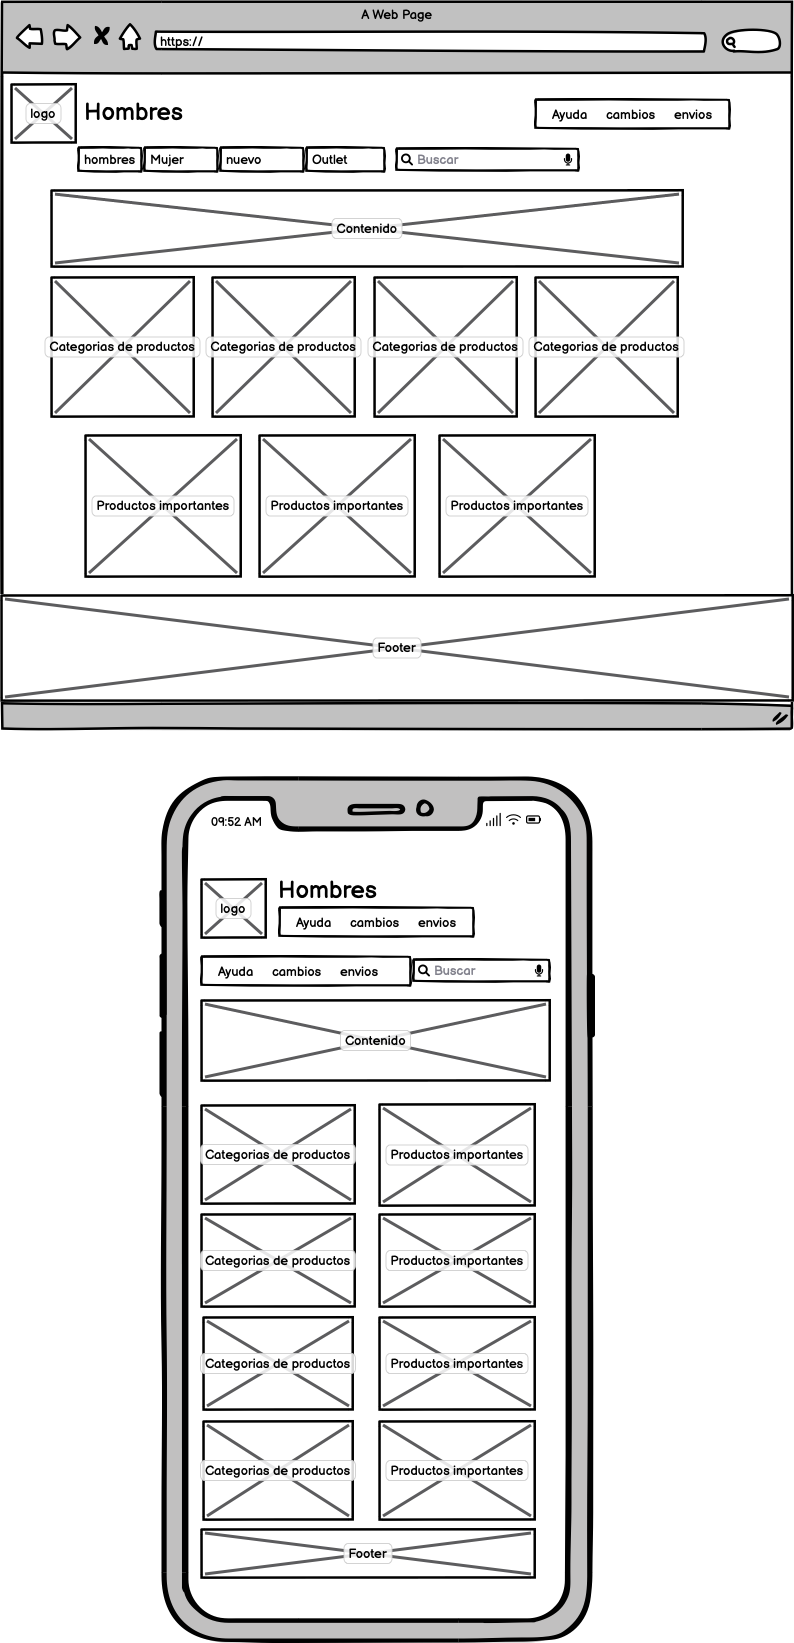 A Web Page
https://
logo
Hombres
Ayuda cambios envios
hombres Mujer nuevo Outlet Buscar
Contenido
Categorias de productos Categorias de productos Categorias de productos Categorias de productos
Productos importantes Productos importantes Productos importantes
Footer
09:52 AM
logo
Hombres
Ayuda cambios envios
Ayuda cambios envios Buscar
Contenido
Categorias de productos Productos importantes
Categorias de productos Productos importantes
Categorias de productos Productos importantes
Categorias de productos Productos importantes
Footer